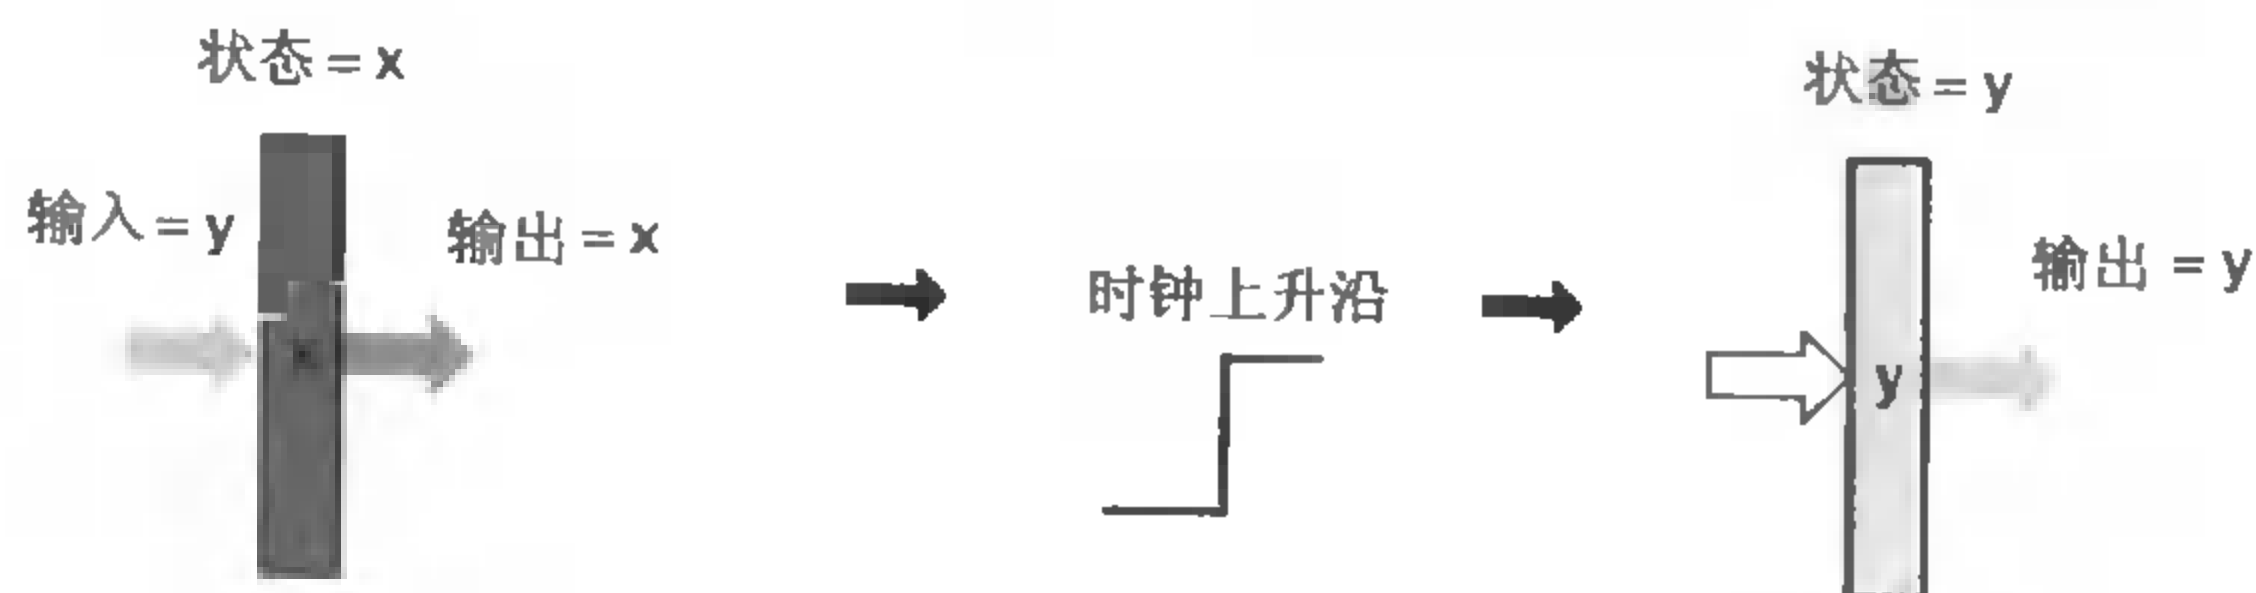 状态 = x
输入 = y
输出 = x
x
时钟上升沿
状态 = y
输出 = y
y